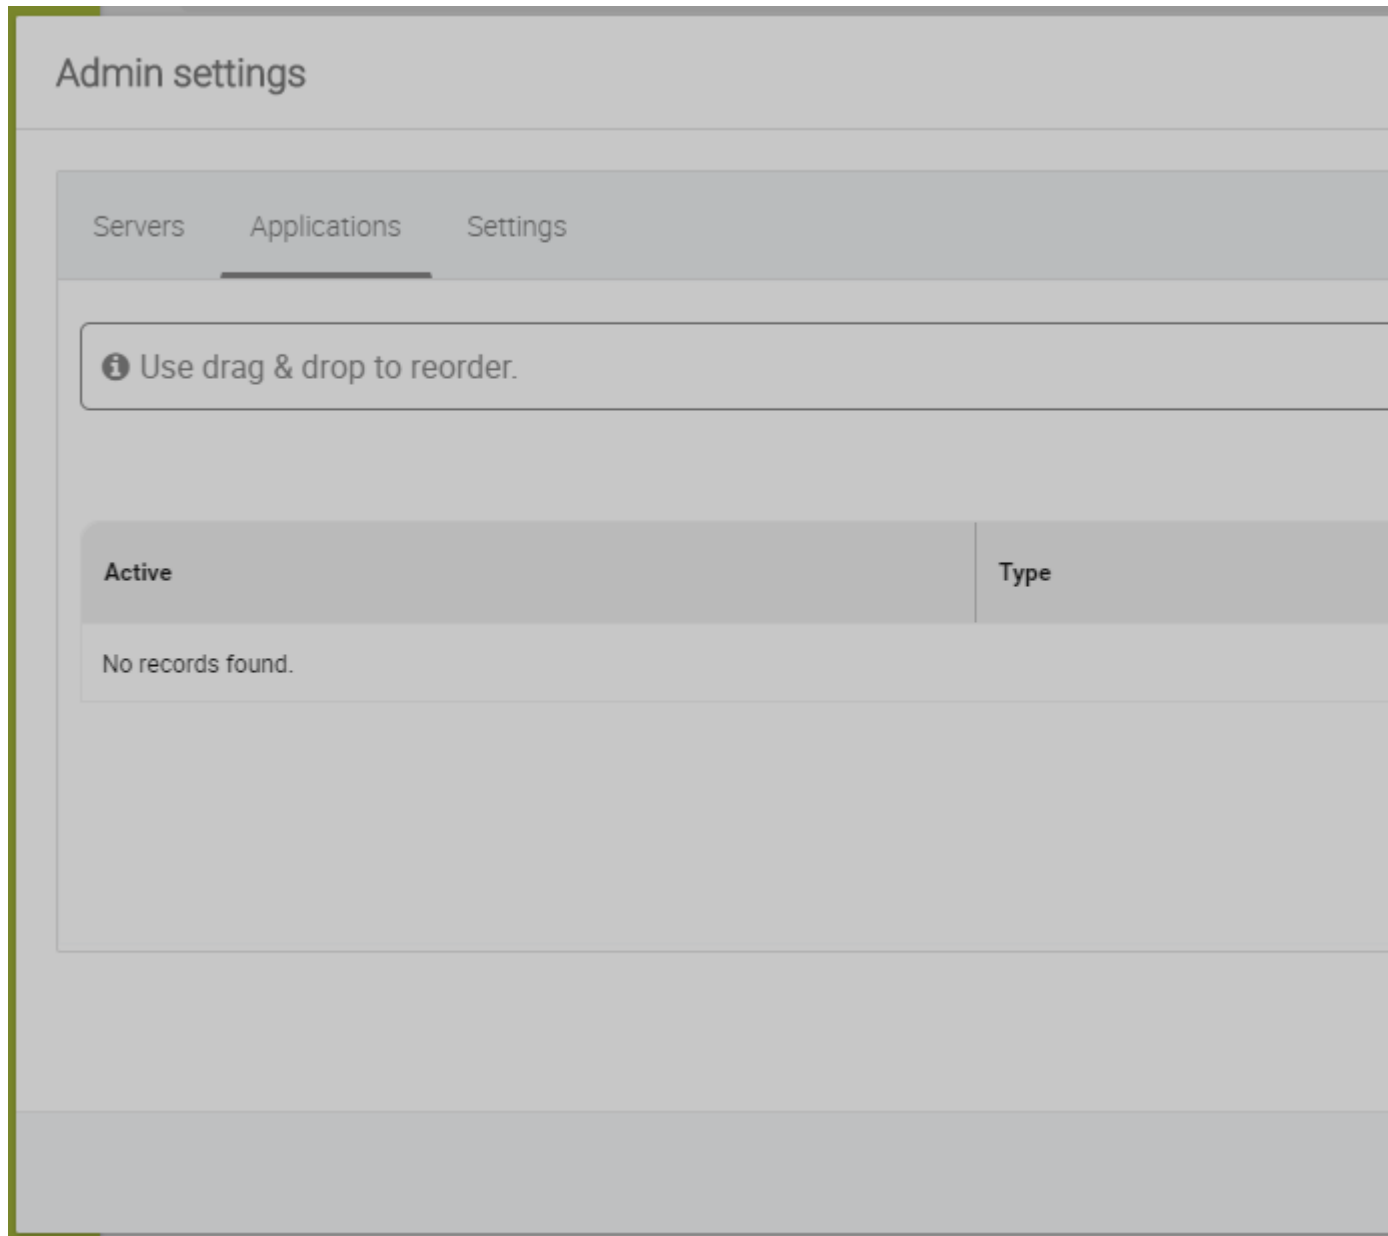 Admin settings
Servers Applications Settings
Use drag & drop to reorder.
Active Type
No records found.